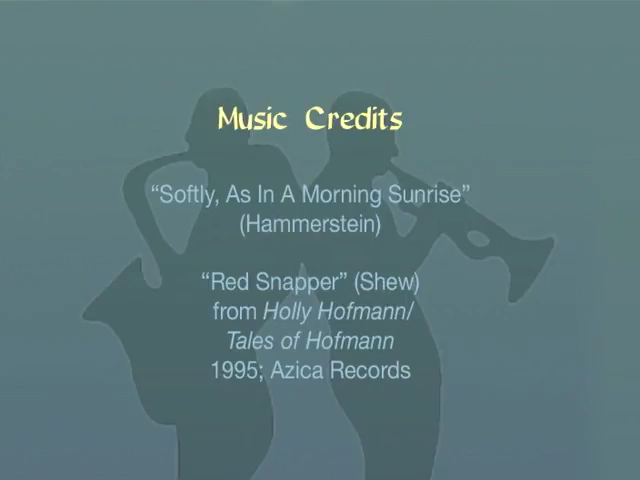 Music Credits
“Softly, As In A Morning Sunrise”
(Hammerstein)
“Red Snapper” (Shew)
from Holly Hofmann/
Tales of Hofmann
1995; Azica Records